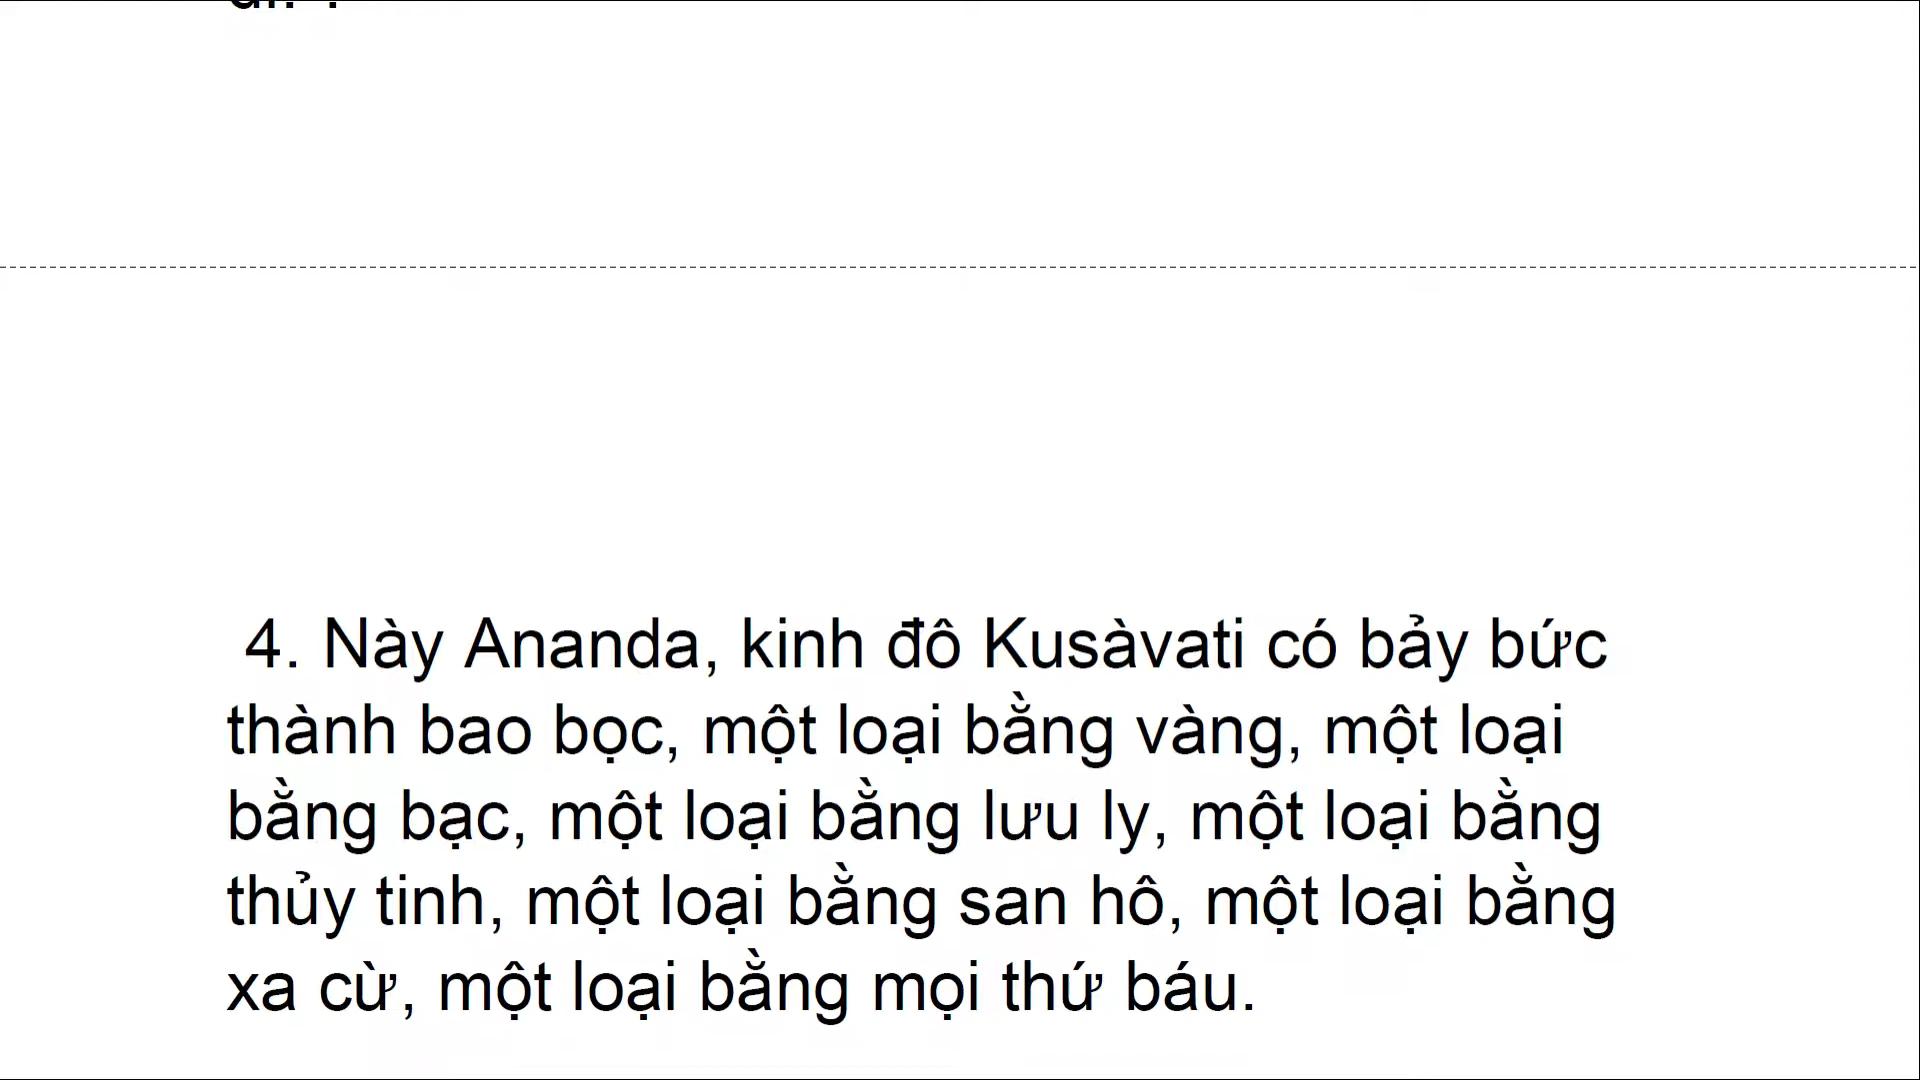 4. Này Ananda, kinh đô Kusàvati có bảy bức
thành bao bọc, một loại bằng vàng, một loại
bằng bạc, một loại bằng lưu ly, một loại bằng
thủy tinh, một loại bằng san hô, một loại bằng
xa cừ, một loại bằng mọi thứ báu.